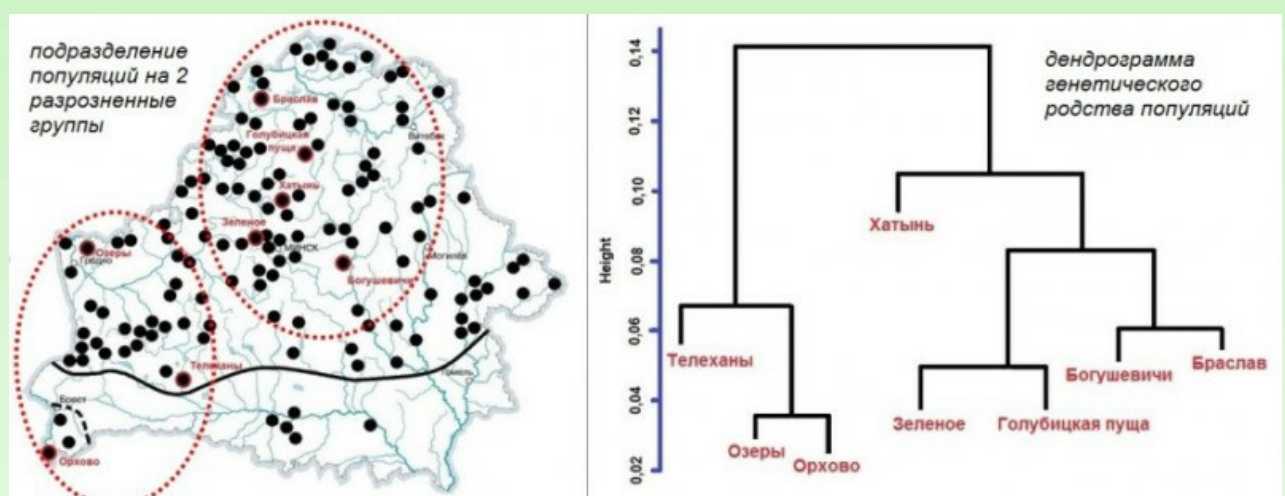 подразделение
популяций на 2
разрозненные
группы
Браслав
Витебск
Голубицкая
пуща
Хатынь
Зеленое
МИНСК
Озеры
Гродно
Могилёв
Богушевичи
Телеханы
Гомель
Брест
Орхово
дендрограмма
генетического
родства популяций
Height
0,14
0,12
0,10
0,08
0,06
0,04
0,02
Хатынь
Телеханы
Озеры
Орхово
Зеленое
Голубицкая пуща
Богушевичи
Браслав